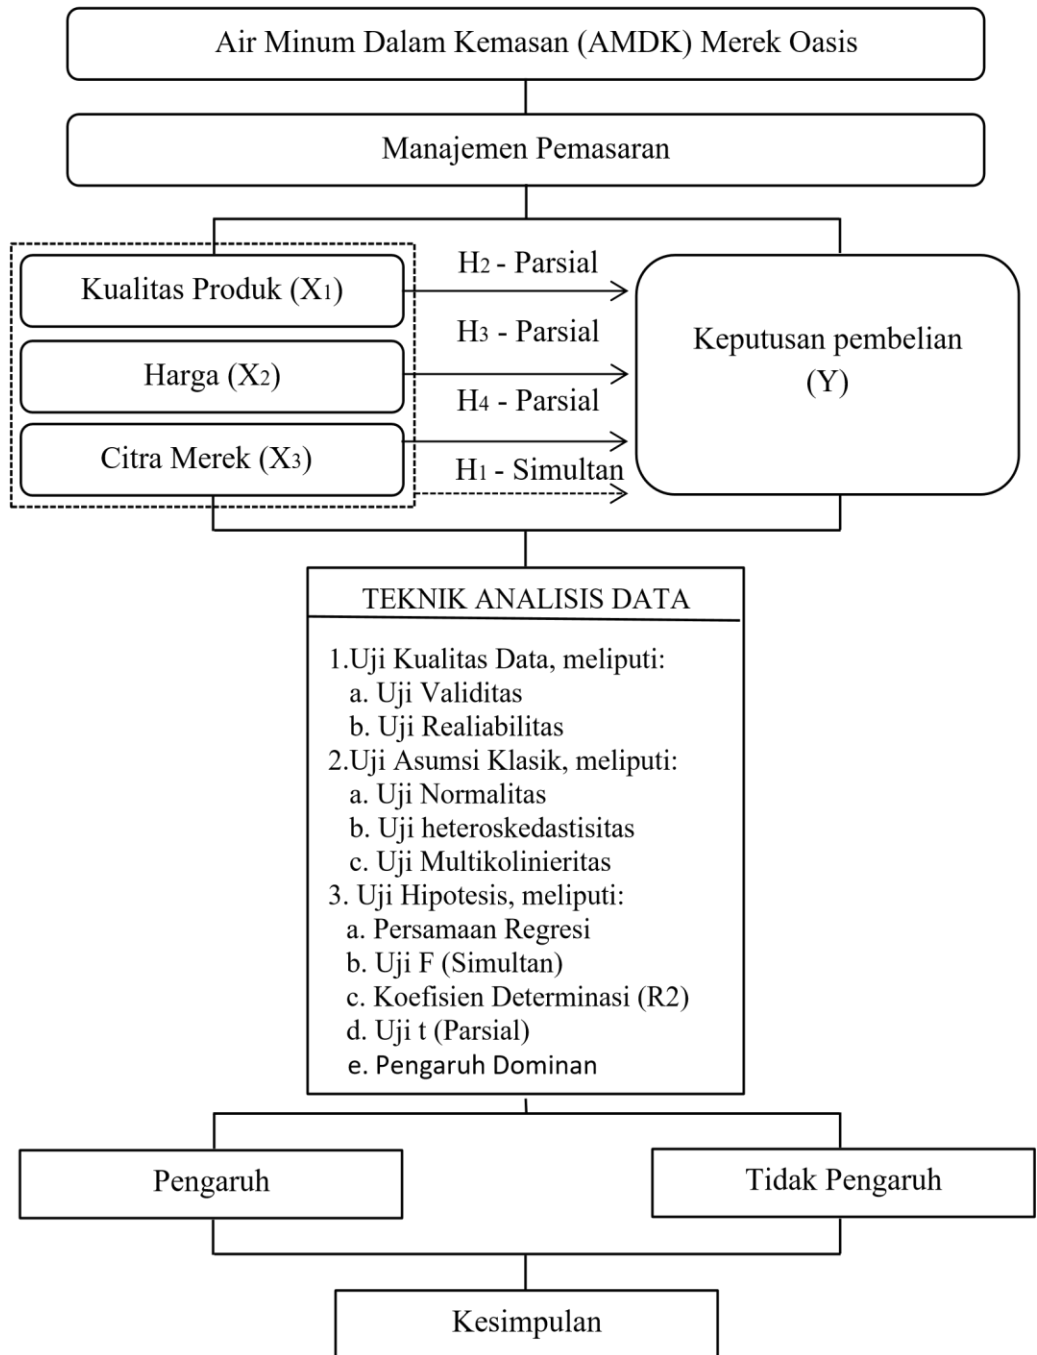 Air Minum Dalam Kemasan (AMDK) Merek Oasis
Manajemen Pemasaran
Kualitas Produk (X1)
H2 - Parsial
Harga (X2)
H3 - Parsial
Citra Merek (X3)
H4 - Parsial
H1 - Simultan
Keputusan pembelian
(Y)
TEKNIK ANALISIS DATA
1.Uji Kualitas Data, meliputi:
a. Uji Validitas
b. Uji Realiabilitas
2.Uji Asumsi Klasik, meliputi:
a. Uji Normalitas
b. Uji heteroskedastisitas
c. Uji Multikolinieritas
3. Uji Hipotesis, meliputi:
a. Persamaan Regresi
b. Uji F (Simultan)
c. Koefisien Determinasi (R2)
d. Uji t (Parsial)
e. Pengaruh Dominan
Pengaruh
Tidak Pengaruh
Kesimpulan